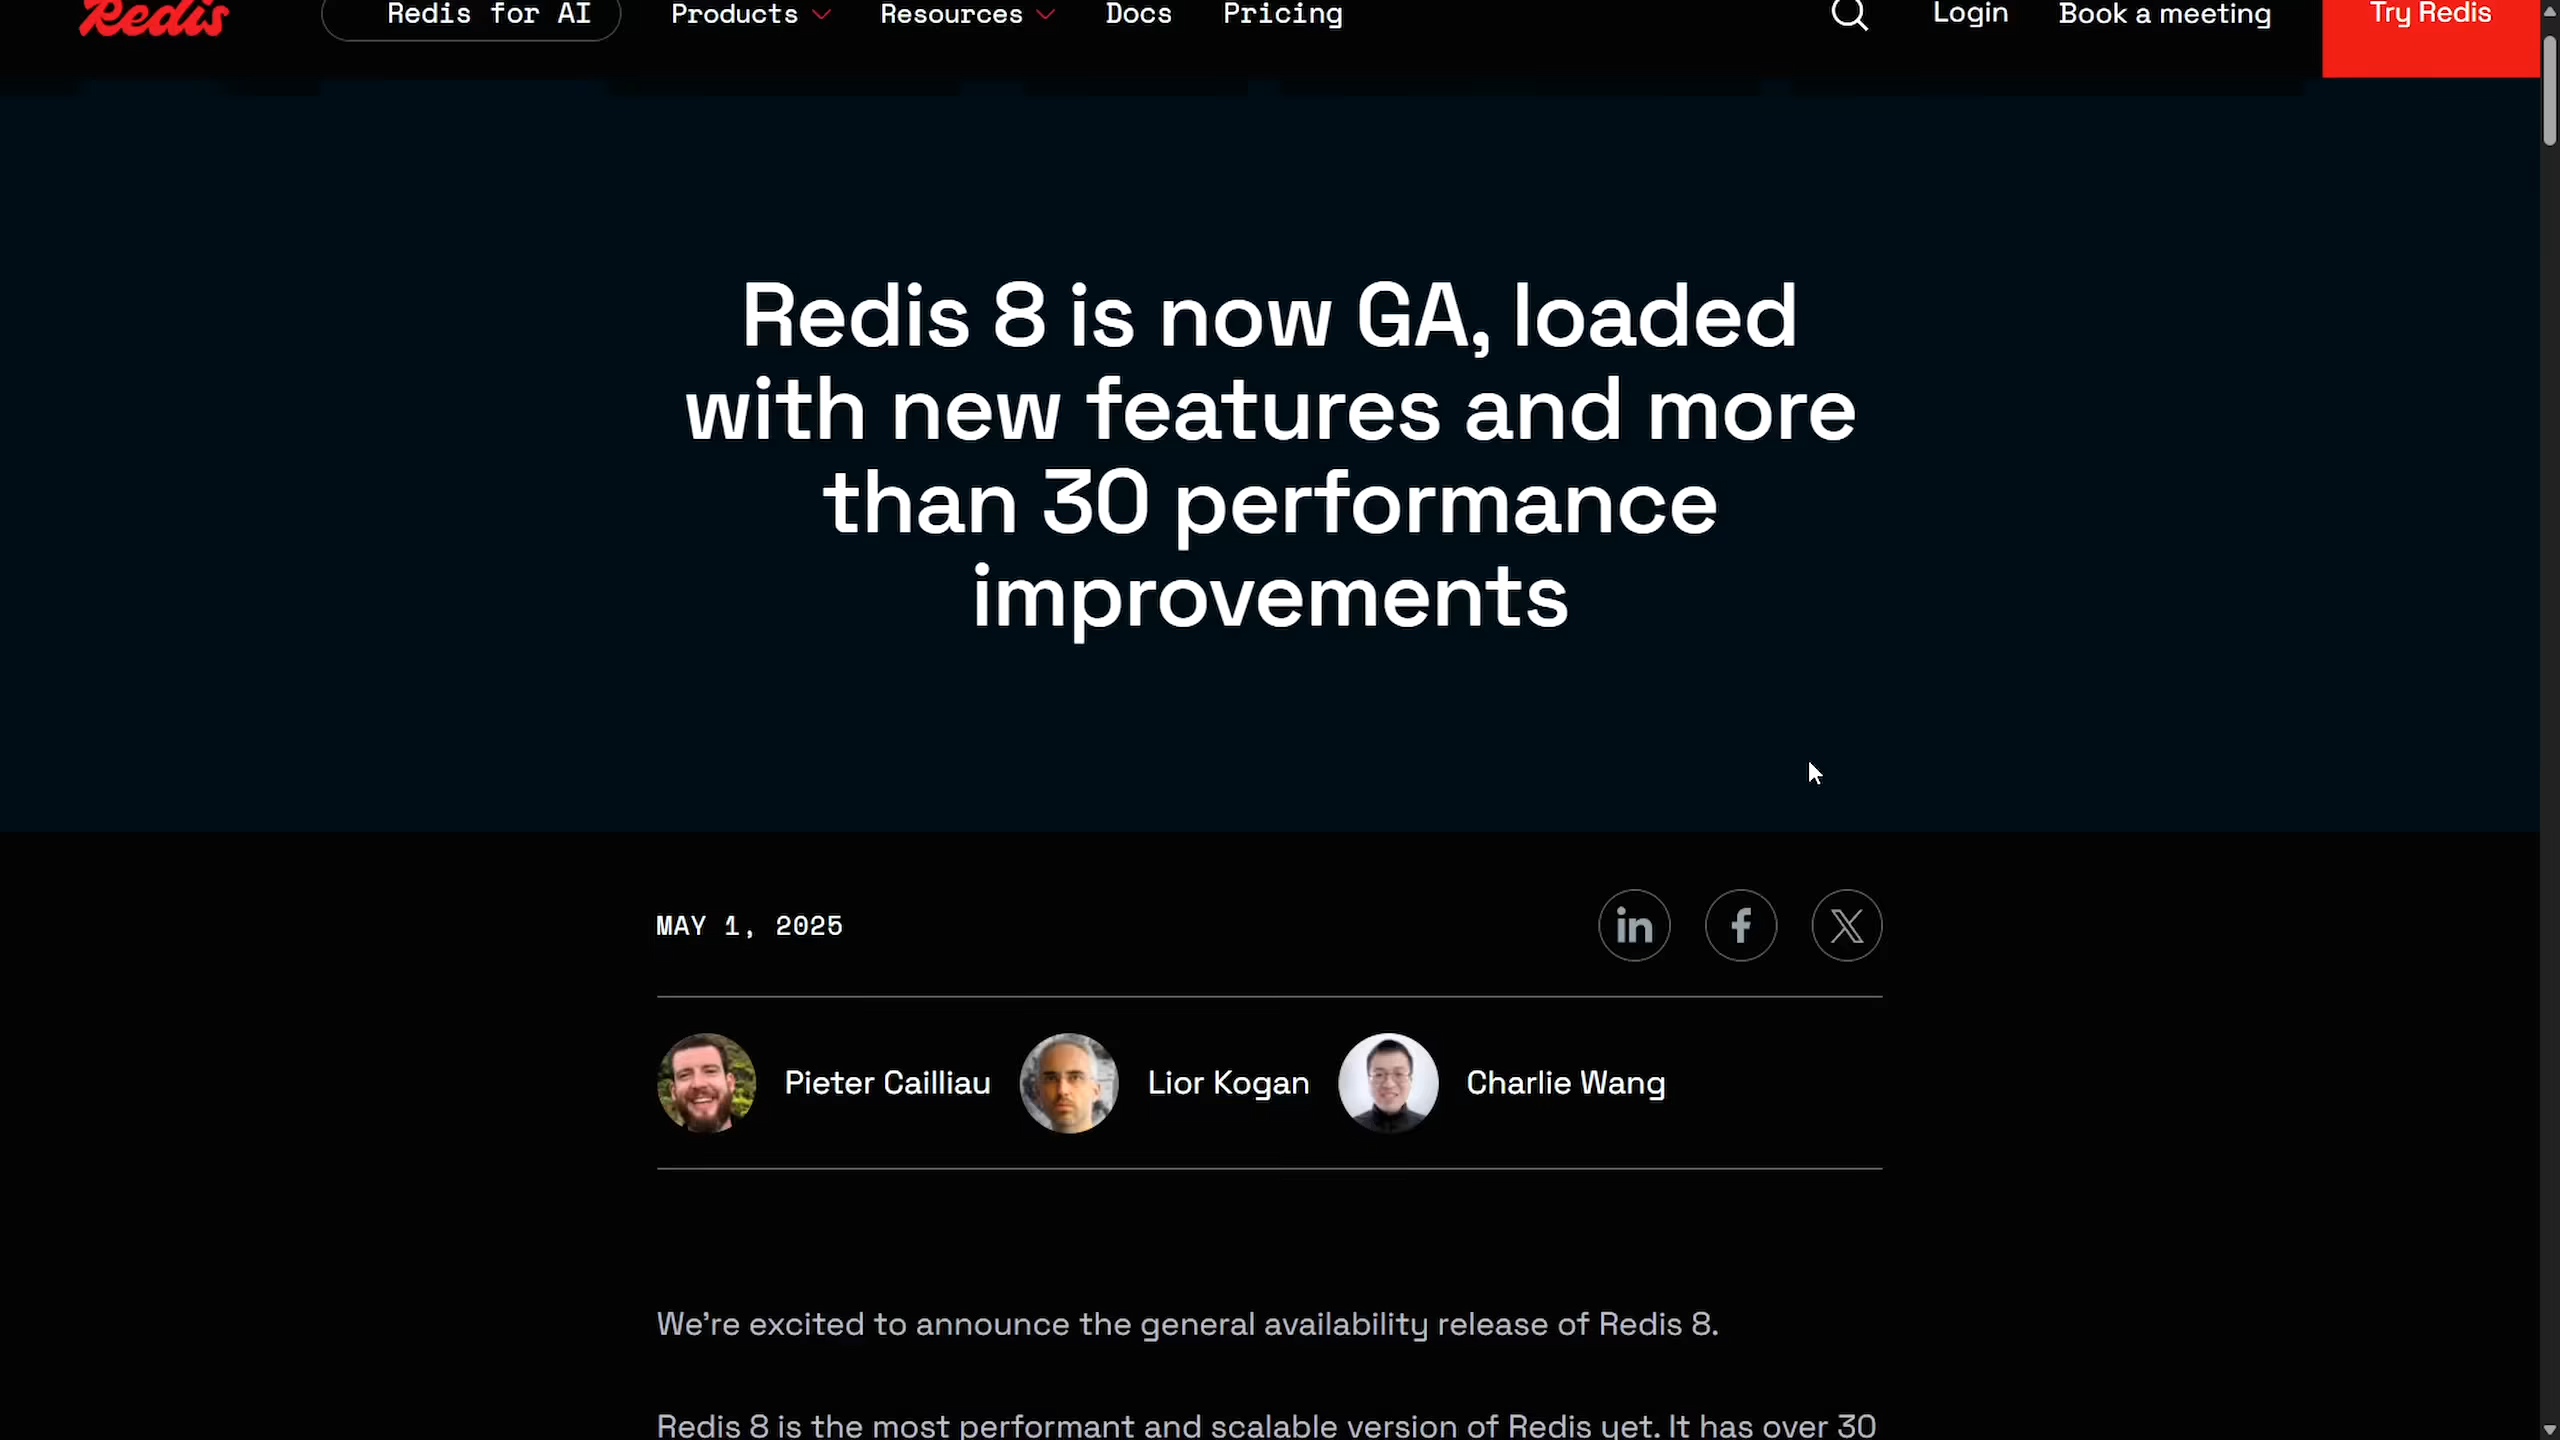 Redis
Redis for AI
Products
Resources
Docs
Pricing
Login
Book a meeting
Try Redis
Redis 8 is now GA, loaded
with new features and more
than 30 performance
improvements
MAY 1, 2025
in
f
X
Pieter Cailliau
Lior Kogan
Charlie Wang
We’re excited to announce the general availability release of Redis 8.
Redis 8 is the most performant and scalable version of Redis yet. It has over 30